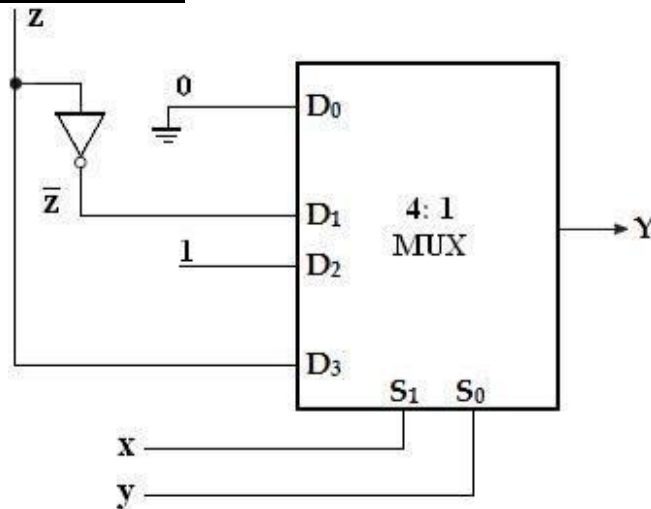 z
0
D₀
z̄
D₁
4: 1
MUX
Y
1
D₂
D₃
S₁ S₀
x
y